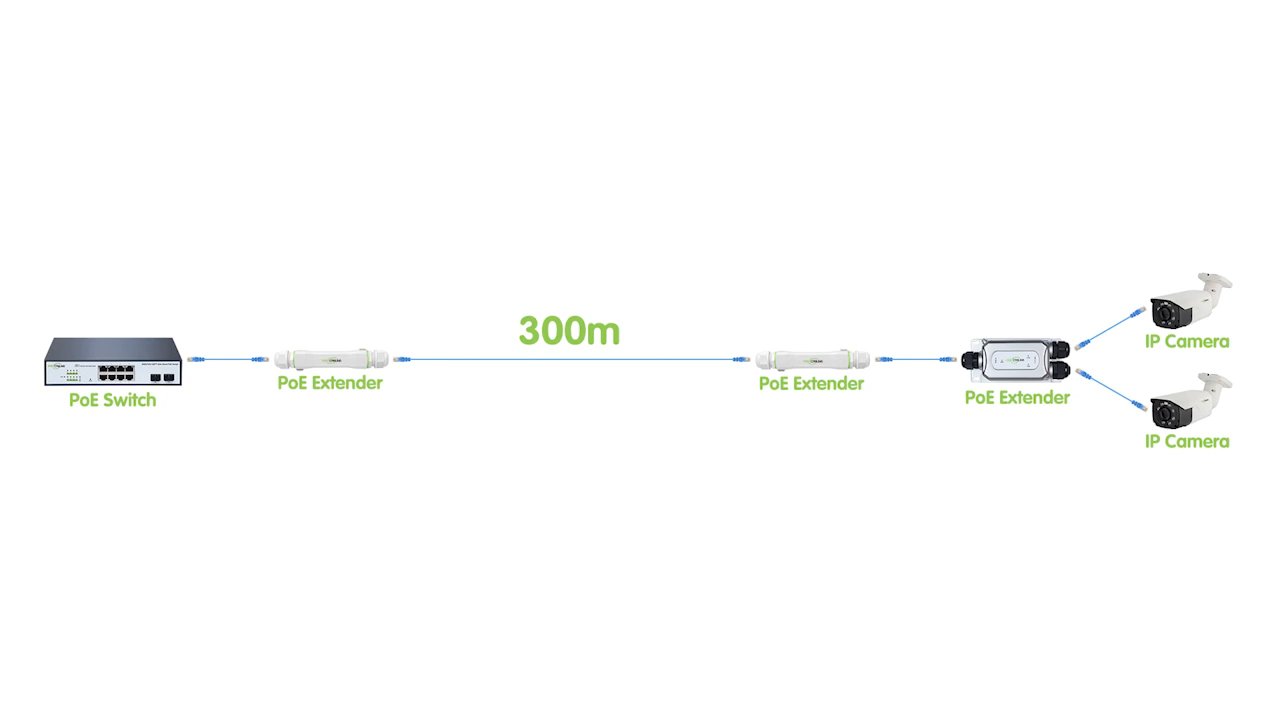 300m
PoE Switch
PoE Extender
PoE Extender
PoE Extender
IP Camera
IP Camera